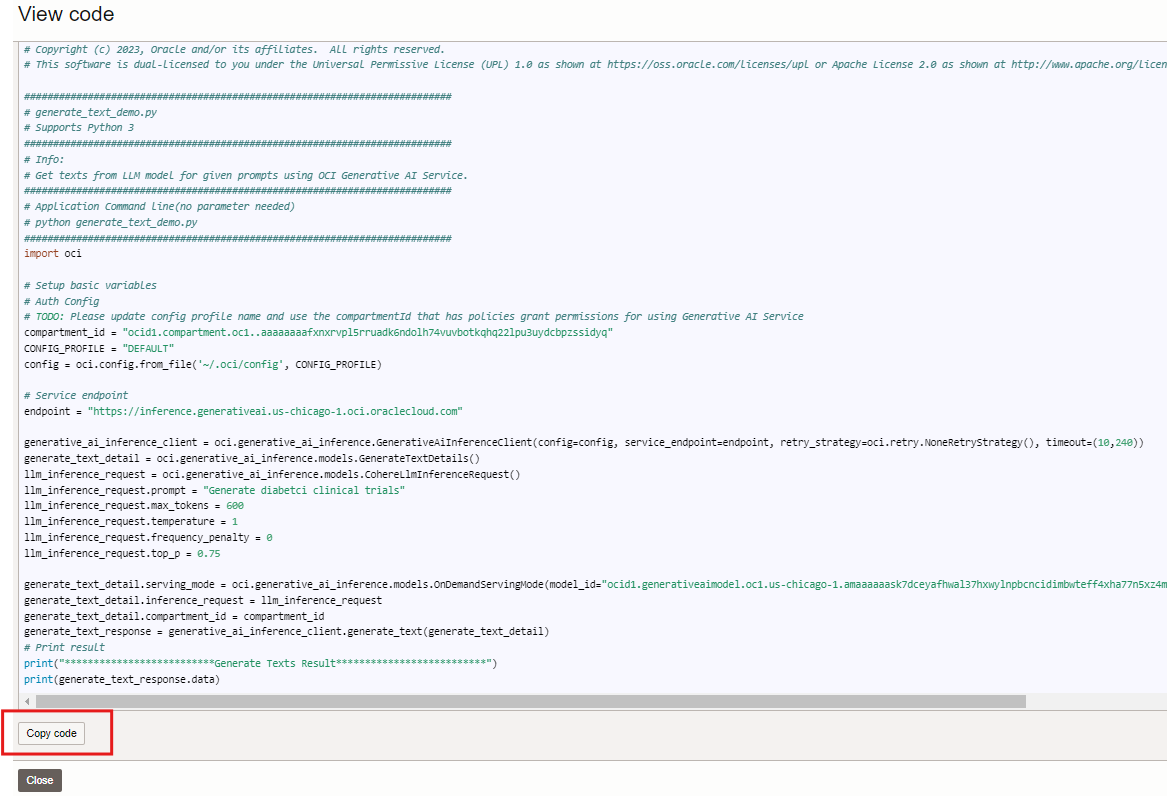 View code
# Copyright (c) 2023, Oracle and/or its affiliates.  All rights reserved.
# This software is dual-licensed to you under the Universal Permissive License (UPL) 1.0 as shown at https://oss.oracle.com/licenses/upl or Apache License 2.0 as shown at http://www.apache.org/licen
##########################################################################
# generate_text_demo.py
# Supports Python 3
##########################################################################
# Info:
# Get texts from LLM model for given prompts using OCI Generative AI Service.
##########################################################################
# Application Command line(no parameter needed)
# python generate_text_demo.py
##########################################################################
import oci
# Setup basic variables
# Auth Config
# TODO: Please update config profile name and use the compartmentId that has policies grant permissions for using Generative AI Service
compartment_id = "ocid1.compartment.oc1..aaaaaaaafxnxrvpl5rruadk6ndolh74vuvbotkqhq22lpu3uydcbpzssidyq"
CONFIG_PROFILE = "DEFAULT"
config = oci.config.from_file('~/.oci/config', CONFIG_PROFILE)
# Service endpoint
endpoint = "https://inference.generativeai.us-chicago-1.oci.oraclecloud.com"
generative_ai_inference_client = oci.generative_ai_inference.GenerativeAiInferenceClient(config=config, service_endpoint=endpoint, retry_strategy=oci.retry.NoneRetryStrategy(), timeout=(10,240))
generate_text_detail = oci.generative_ai_inference.models.GenerateTextDetails()
llm_inference_request = oci.generative_ai_inference.models.CohereLlmInferenceRequest()
llm_inference_request.prompt = "Generate diabetci clinical trials"
llm_inference_request.max_tokens = 600
llm_inference_request.temperature = 1
llm_inference_request.frequency_penalty = 0
llm_inference_request.top_p = 0.75
generate_text_detail.serving_mode = oci.generative_ai_inference.models.OnDemandServingMode(model_id="ocid1.generativeaimodel.oc1.us-chicago-1.amaaaaaask7dceyafhwal37hxwylnpbcncidimbwteff4xha77n5xz4m
generate_text_detail.inference_request = llm_inference_request
generate_text_detail.compartment_id = compartment_id
generate_text_response = generative_ai_inference_client.generate_text(generate_text_detail)
# Print result
print("**************************Generate Texts Result**************************")
print(generate_text_response.data)
Copy code
Close